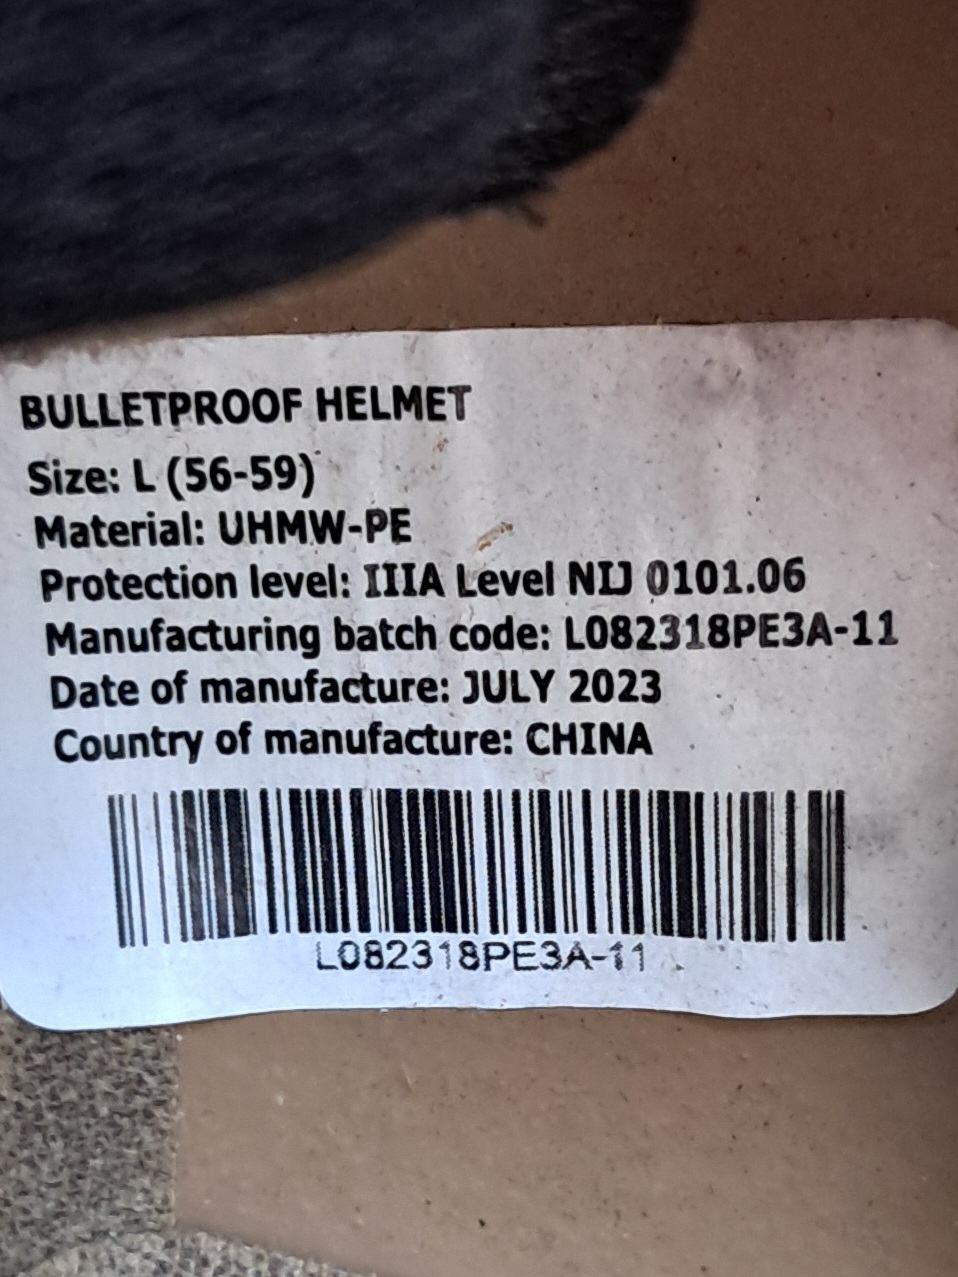 BULLETPROOF HELMET
Size: L (56-59)
Material: UHMW-PE
Protection level: IIIA Level NIJ 0101.06
Manufacturing batch code: L082318PE3A-11
Date of manufacture: JULY 2023
Country of manufacture: CHINA
L082318PE3A-11